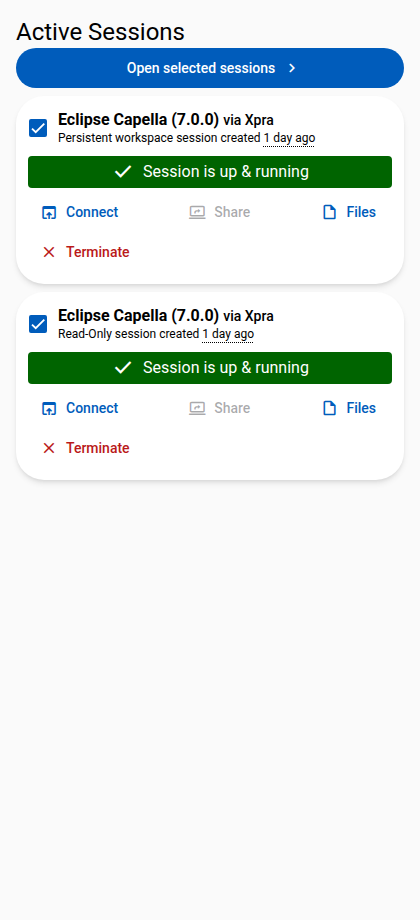 Active Sessions
Open selected sessions
Eclipse Capella (7.0.0) via Xpra
Persistent workspace session created 1 day ago
Session is up & running
Connect Share Files
Terminate
Eclipse Capella (7.0.0) via Xpra
Read-Only session created 1 day ago
Session is up & running
Connect Share Files
Terminate